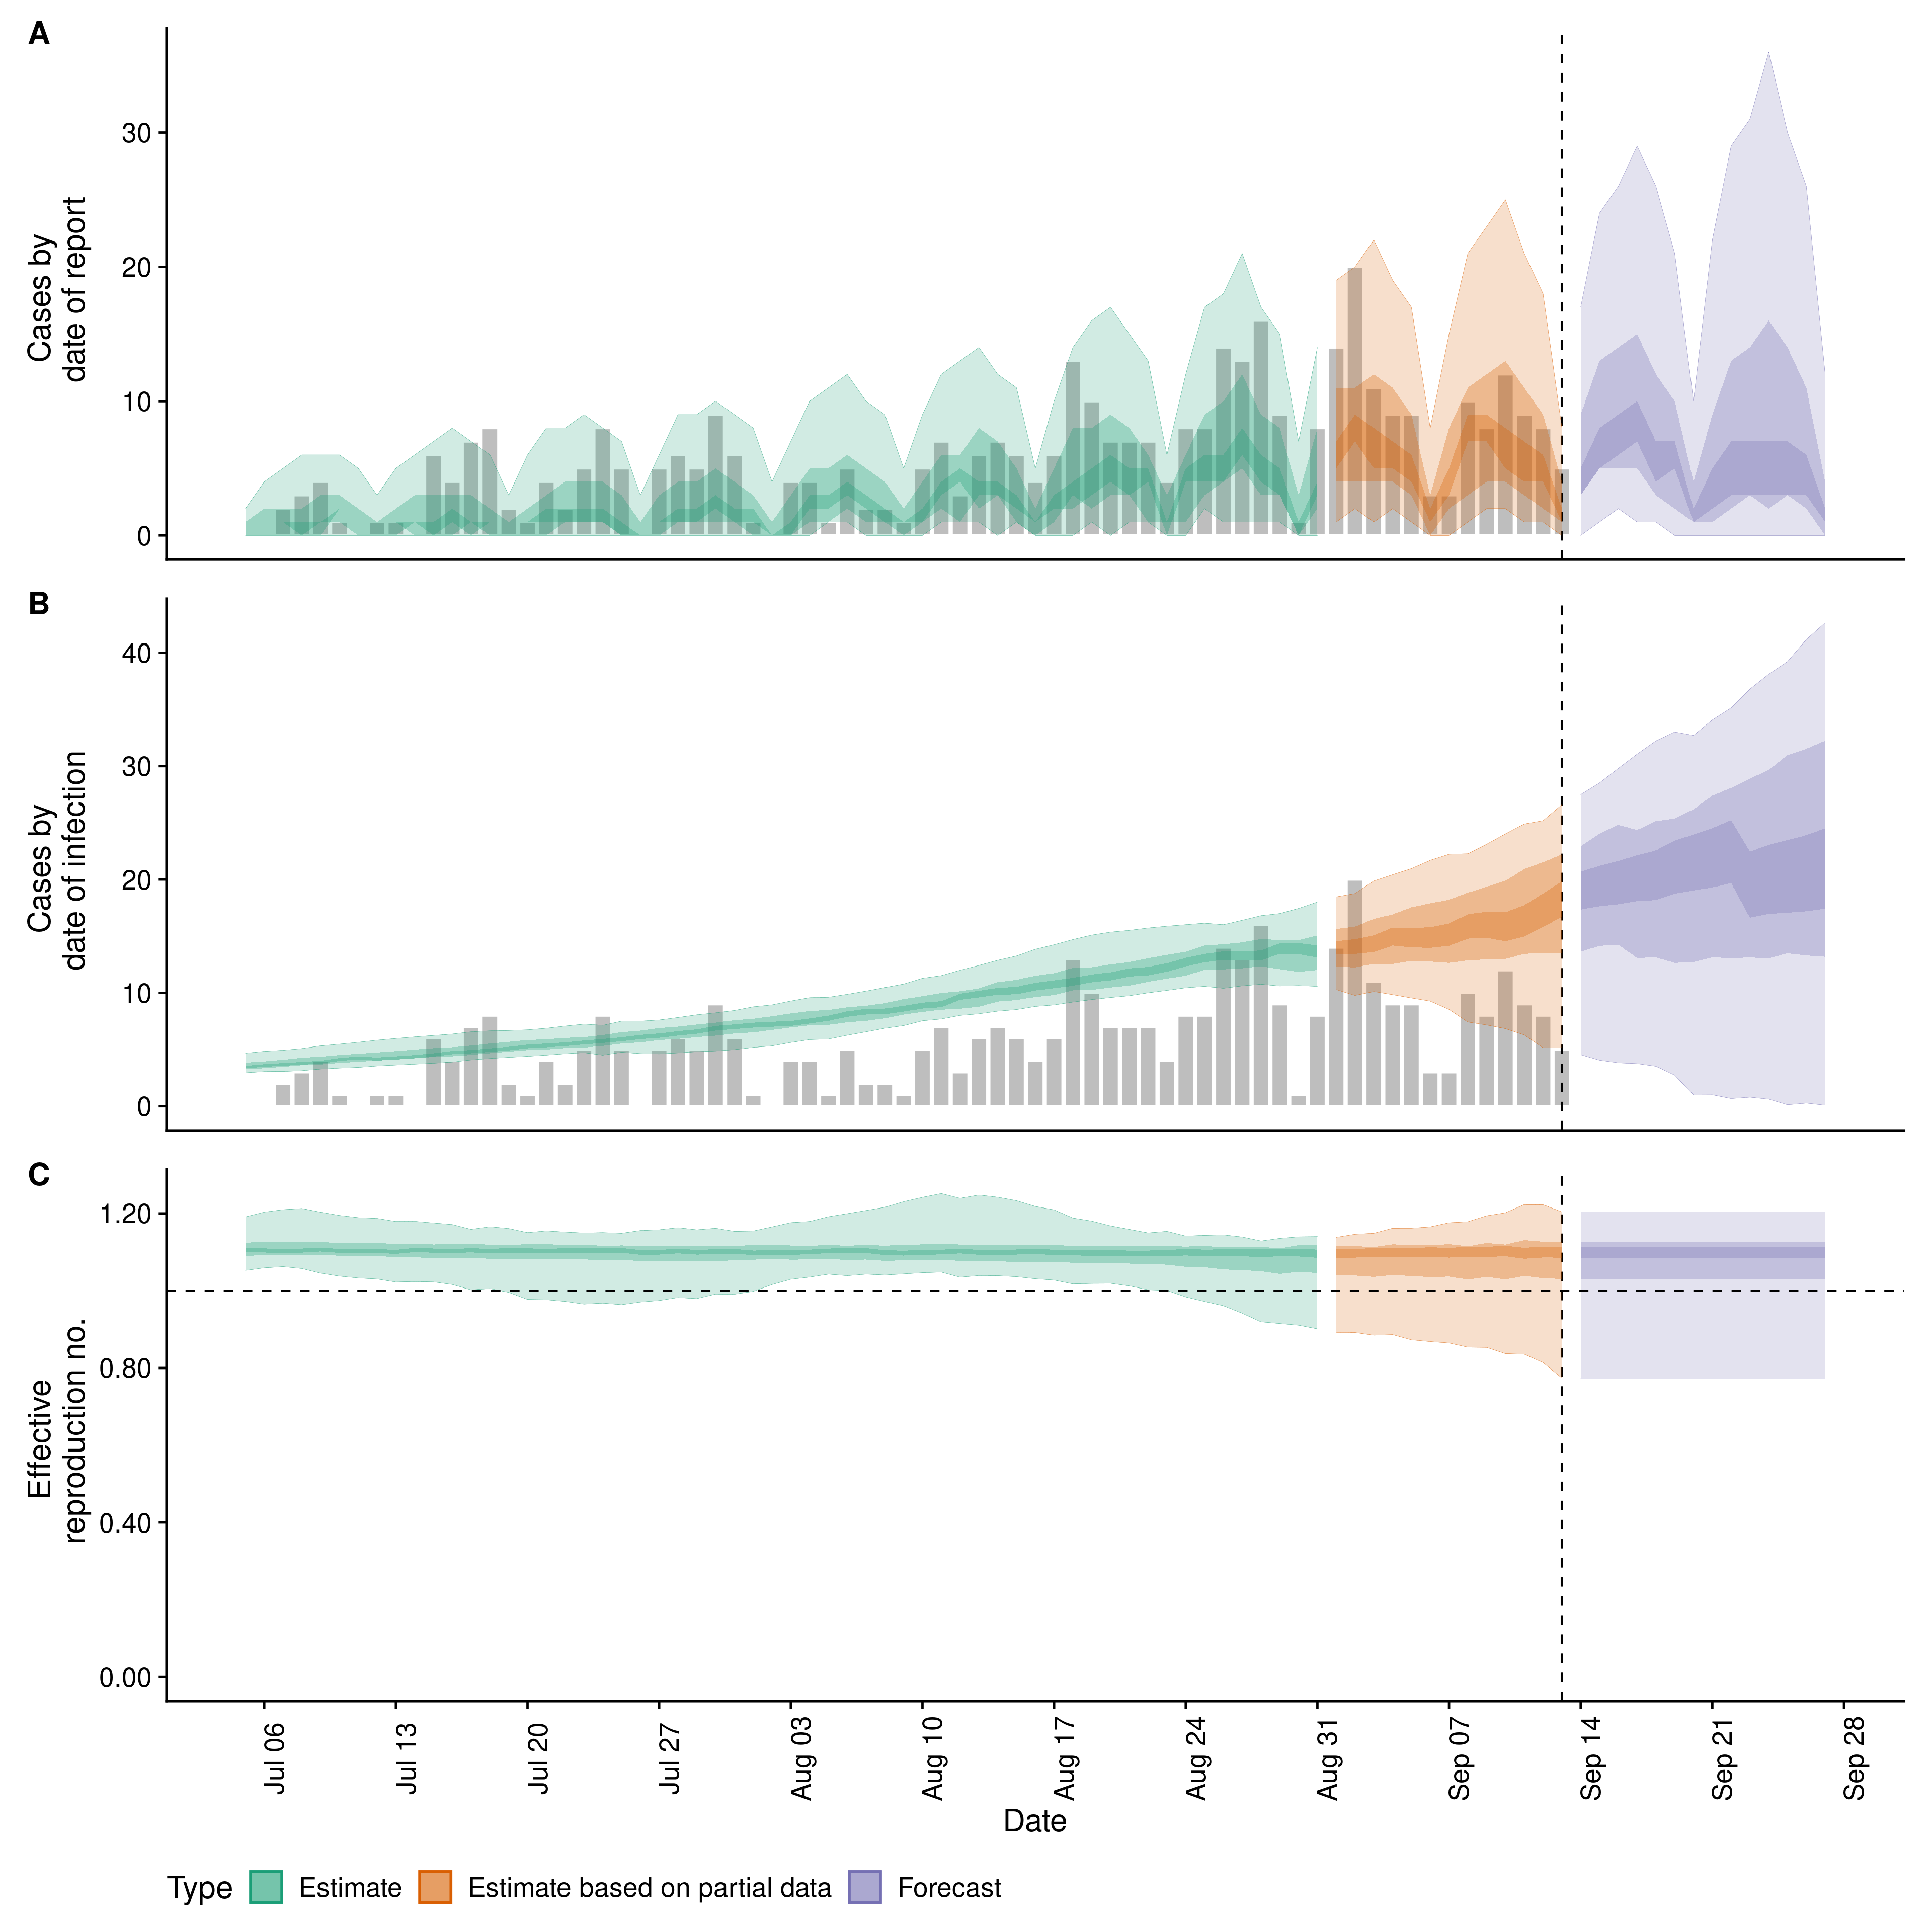 A
Cases by
date of report
30
20
10
0
B
Cases by
date of infection
40
30
20
10
0
C
Effective
reproduction no.
1.20
0.80
0.40
0.00
Jul 06
Jul 13
Jul 20
Jul 27
Aug 03
Aug 10
Aug 17
Aug 24
Aug 31
Sep 07
Sep 14
Sep 21
Sep 28
Date
Type Estimate Estimate based on partial data Forecast